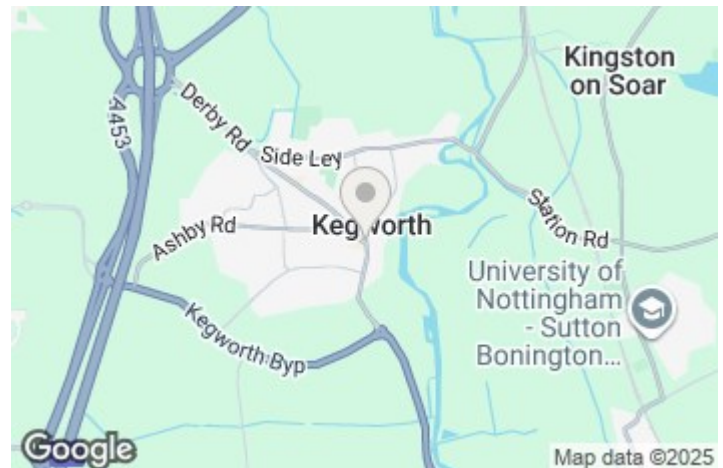 Kingston
on Soar
A453
Derby Rd
Side Ley
Ashby Rd
Kegworth
Station Rd
University of
Nottingham
- Sutton
Bonington...
Kegworth Byp
Google
Map data ©2025